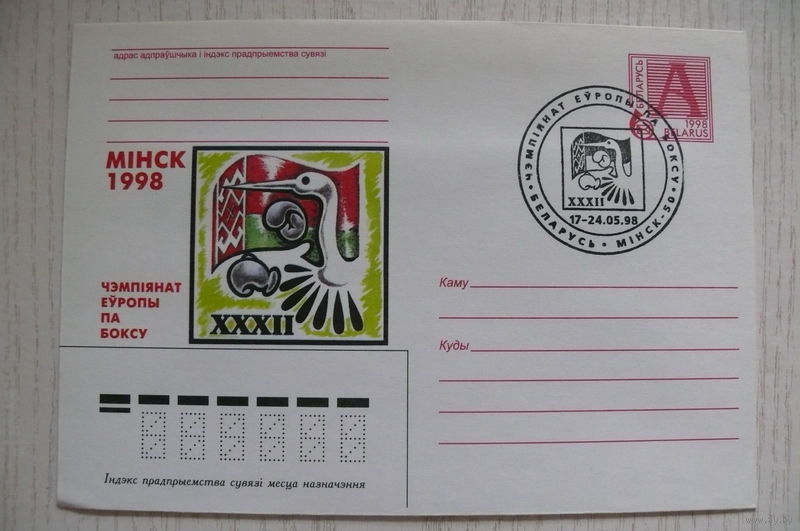 адрас адпраўшчыка і індэкс прадпрыемства сувязі
МІНСК
1998
ЧЭМПІЯНАТ
ЕЎРОПЫ
ПА
БОКСУ
XXXII
БЕЛАРУСЬ
А
1998
BELARUS
ЧЭМПІЯНАТ ЕЎРОПЫ ПА БОКСУ
XXXII
17-24.05.98
• БЕЛАРУСЬ • МІНСК-50 •
Каму
Куды
Індэкс прадпрыемства сувязі месца назначэння